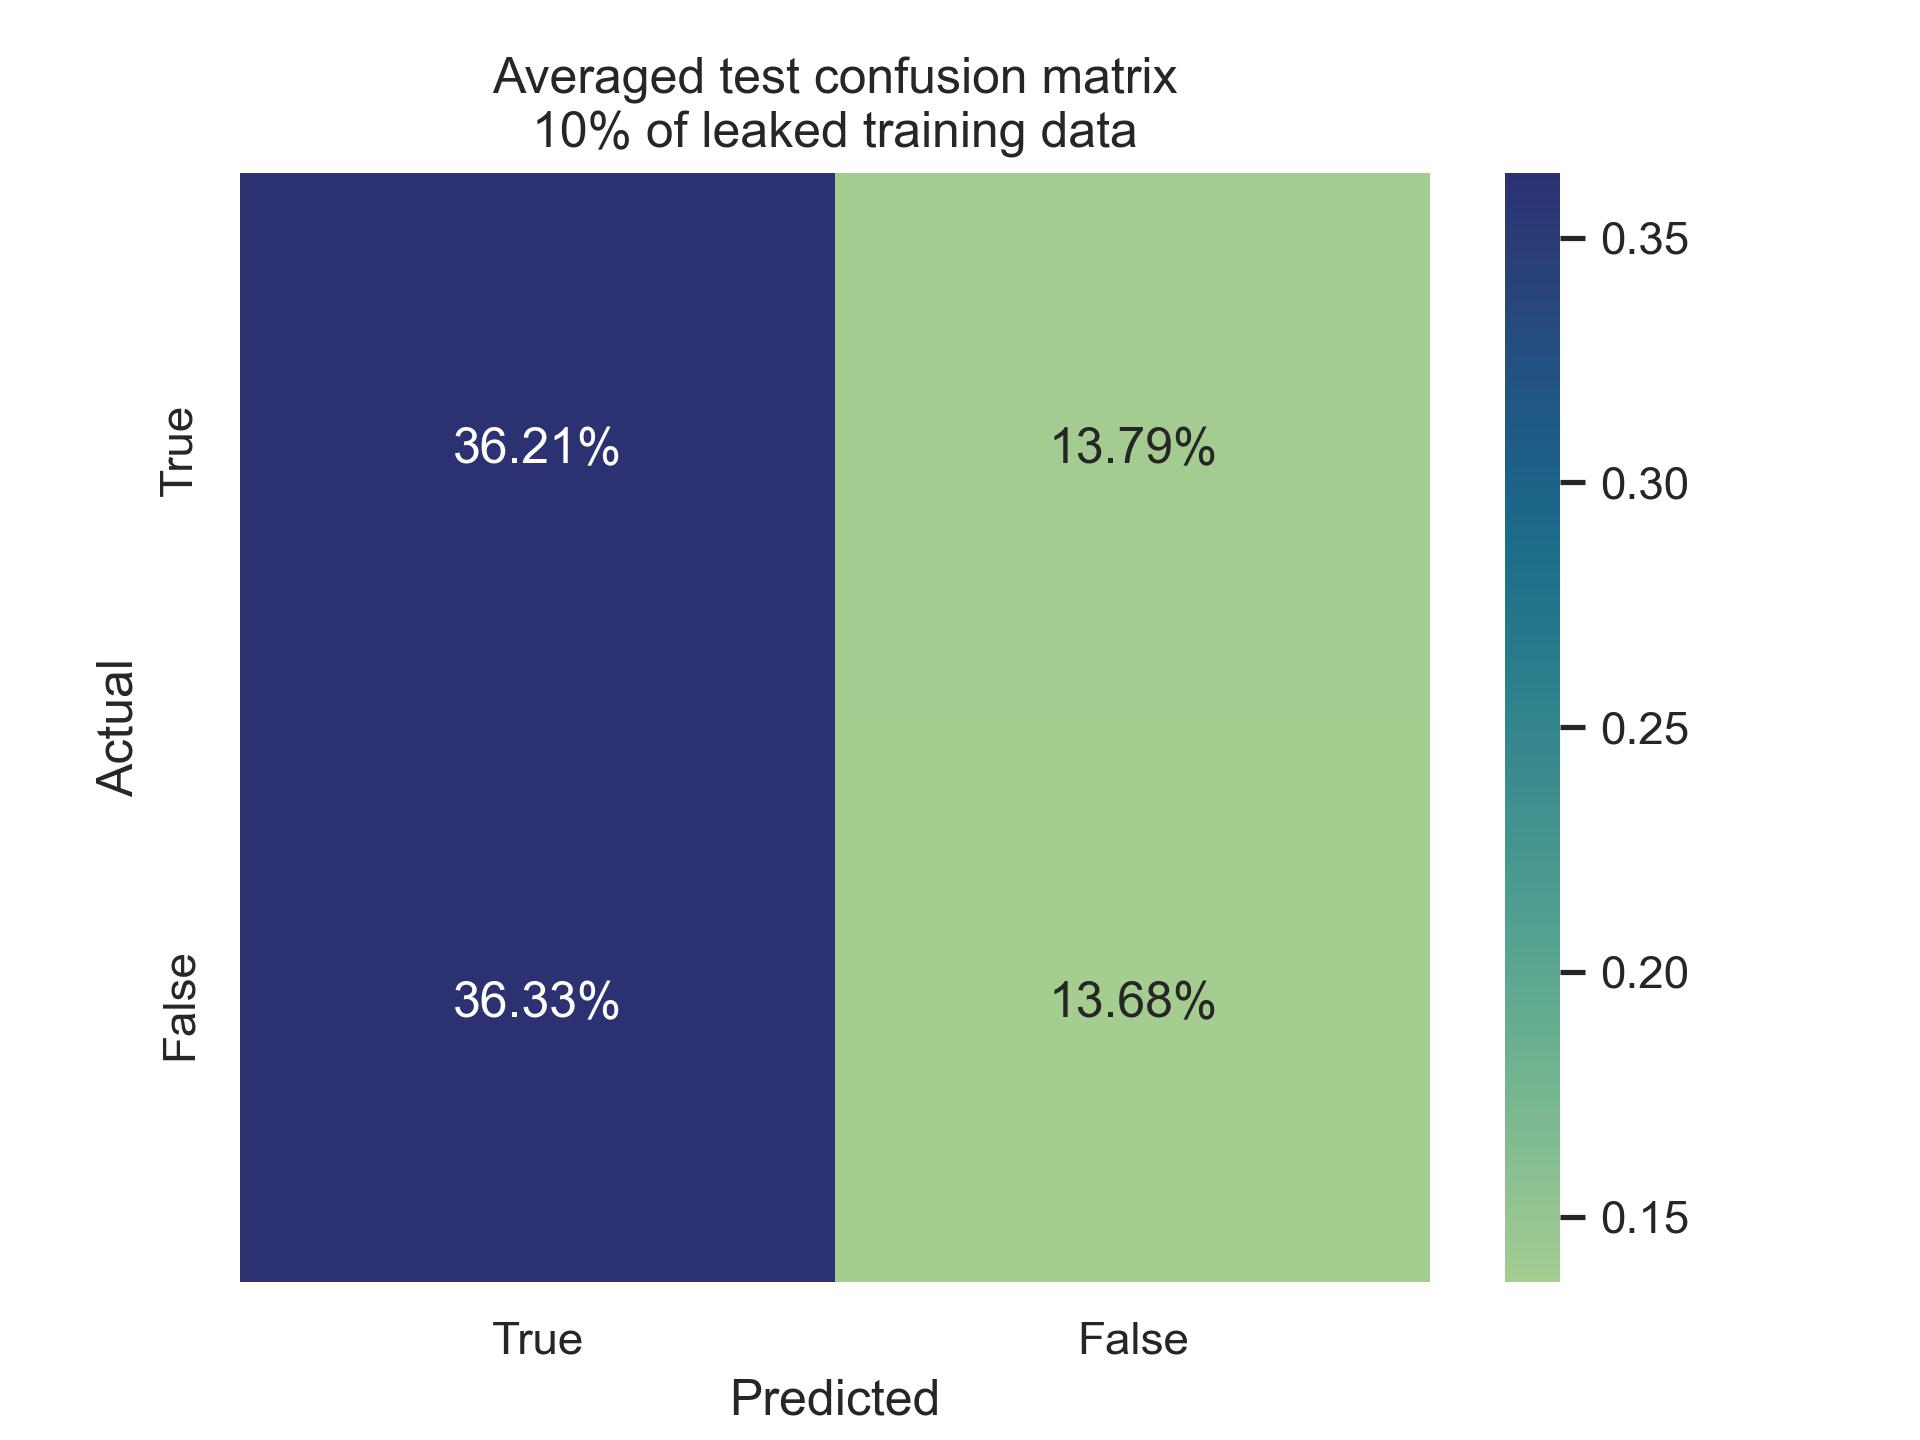 Averaged test confusion matrix
10% of leaked training data
True
36.21%
13.79%
Actual
False
36.33%
13.68%
True
False
Predicted
0.35
0.30
0.25
0.20
0.15